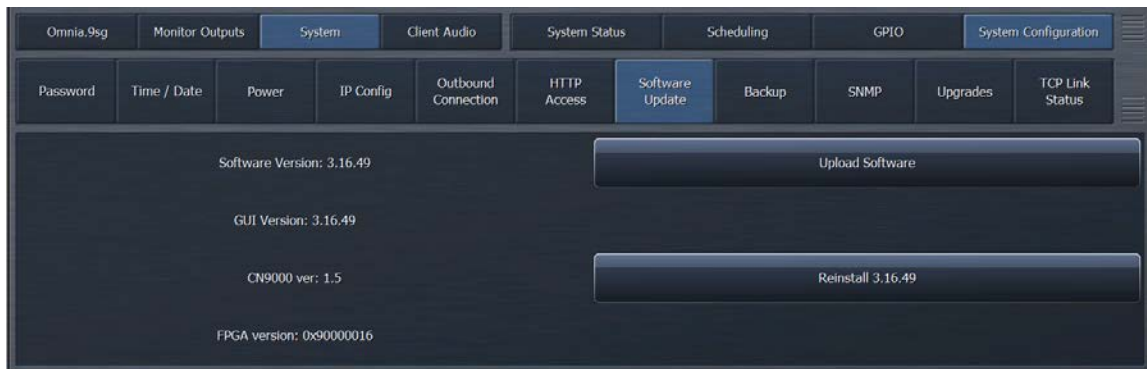 Omnia.9sg Monitor Outputs System Client Audio System Status Scheduling GPIO System Configuration
Password Time / Date Power IP Config Outbound Connection HTTP Access Software Update Backup SNMP Upgrades TCP Link Status
Software Version: 3.16.49 Upload Software
GUI Version: 3.16.49
CN9000 ver: 1.5 Reinstall 3.16.49
FPGA version: 0x90000016